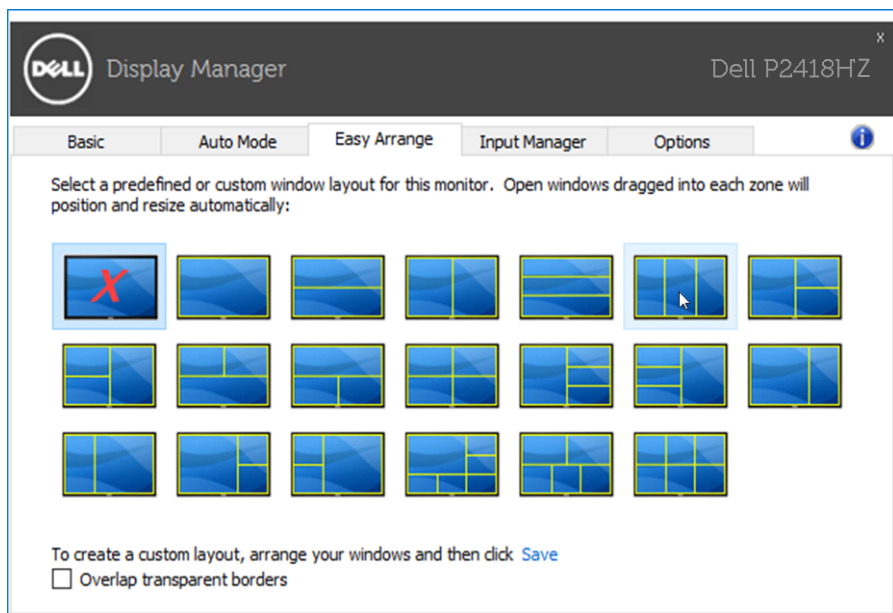 x
DELL
Display Manager
Dell P2418HZ
Basic
Auto Mode
Easy Arrange
Input Manager
Options
i
Select a predefined or custom window layout for this monitor. Open windows dragged into each zone will
position and resize automatically:
X
To create a custom layout, arrange your windows and then click Save
Overlap transparent borders